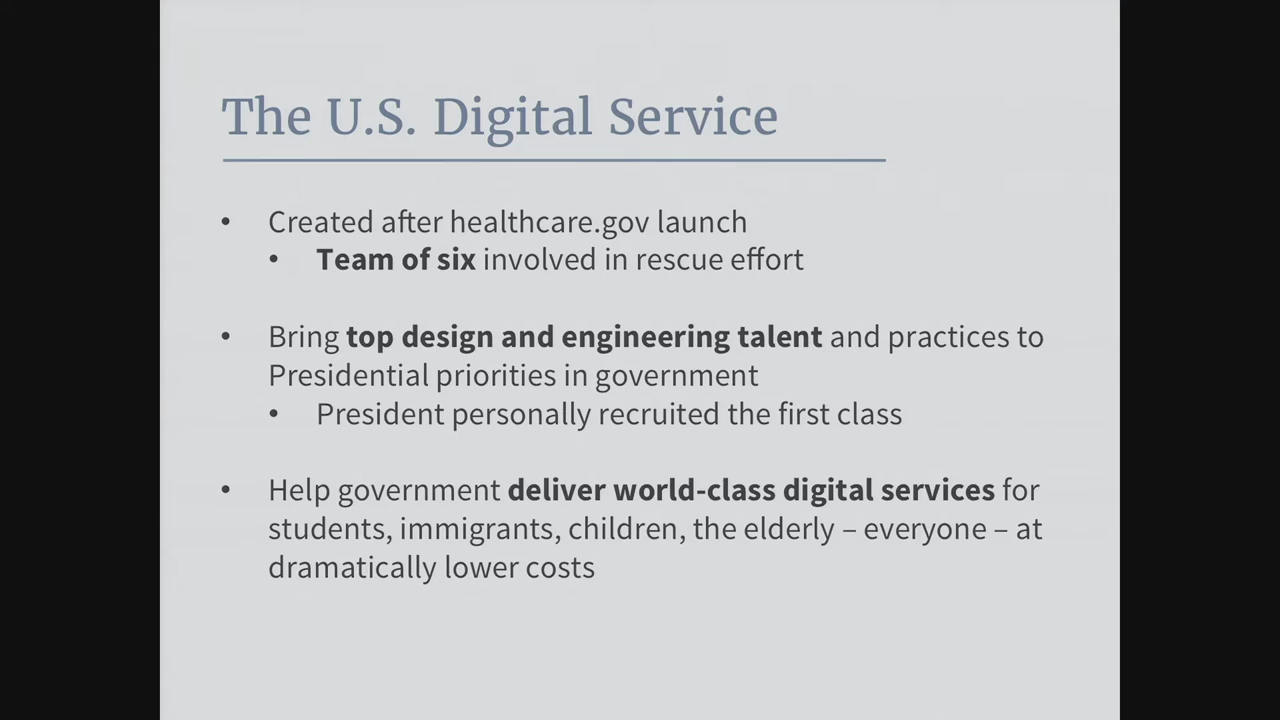 The U.S. Digital Service
• Created after healthcare.gov launch
• Team of six involved in rescue effort
• Bring top design and engineering talent and practices to
Presidential priorities in government
• President personally recruited the first class
• Help government deliver world-class digital services for
students, immigrants, children, the elderly – everyone – at
dramatically lower costs